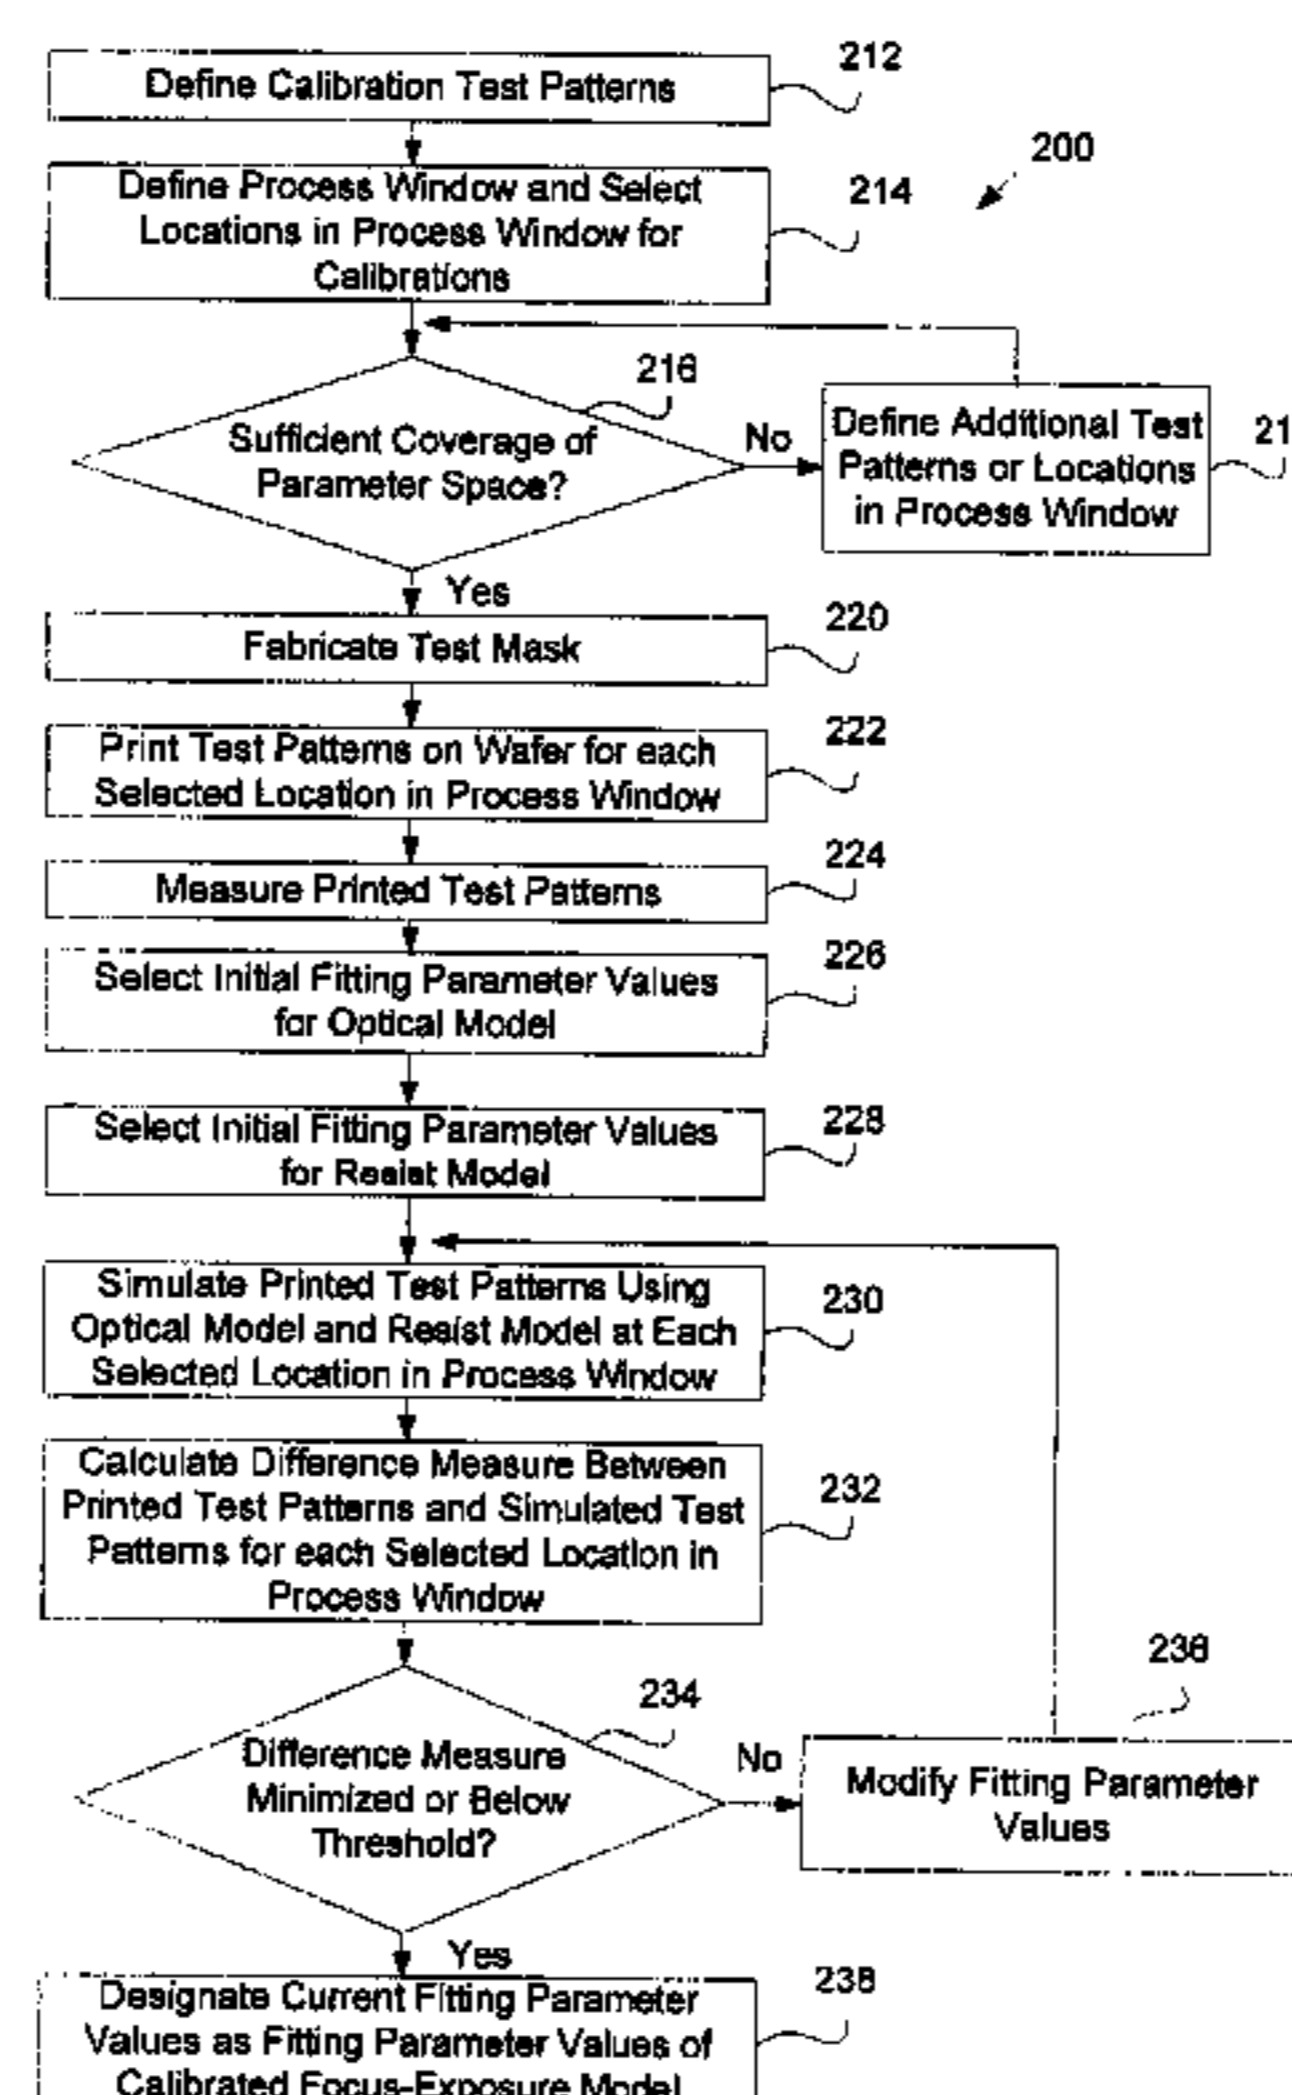 212
Define Calibration Test Patterns
200
214
Define Process Window and Select
Locations in Process Window for
Calibrations
216
Sufficient Coverage of
Parameter Space?
No
Define Additional Test
Patterns or Locations
in Process Window
21
Yes
220
Fabricate Test Mask
222
Print Test Patterns on Wafer for each
Selected Location in Process Window
224
Measure Printed Test Patterns
226
Select Initial Fitting Parameter Values
for Optical Model
228
Select Initial Fitting Parameter Values
for Resist Model
230
Simulate Printed Test Patterns Using
Optical Model and Resist Model at Each
Selected Location in Process Window
232
Calculate Difference Measure Between
Printed Test Patterns and Simulated Test
Patterns for each Selected Location in
Process Window
234
Difference Measure
Minimized or Below
Threshold?
No
236
Modify Fitting Parameter
Values
Yes
238
Designate Current Fitting Parameter
Values as Fitting Parameter Values of
Calibrated Focus-Exposure Model